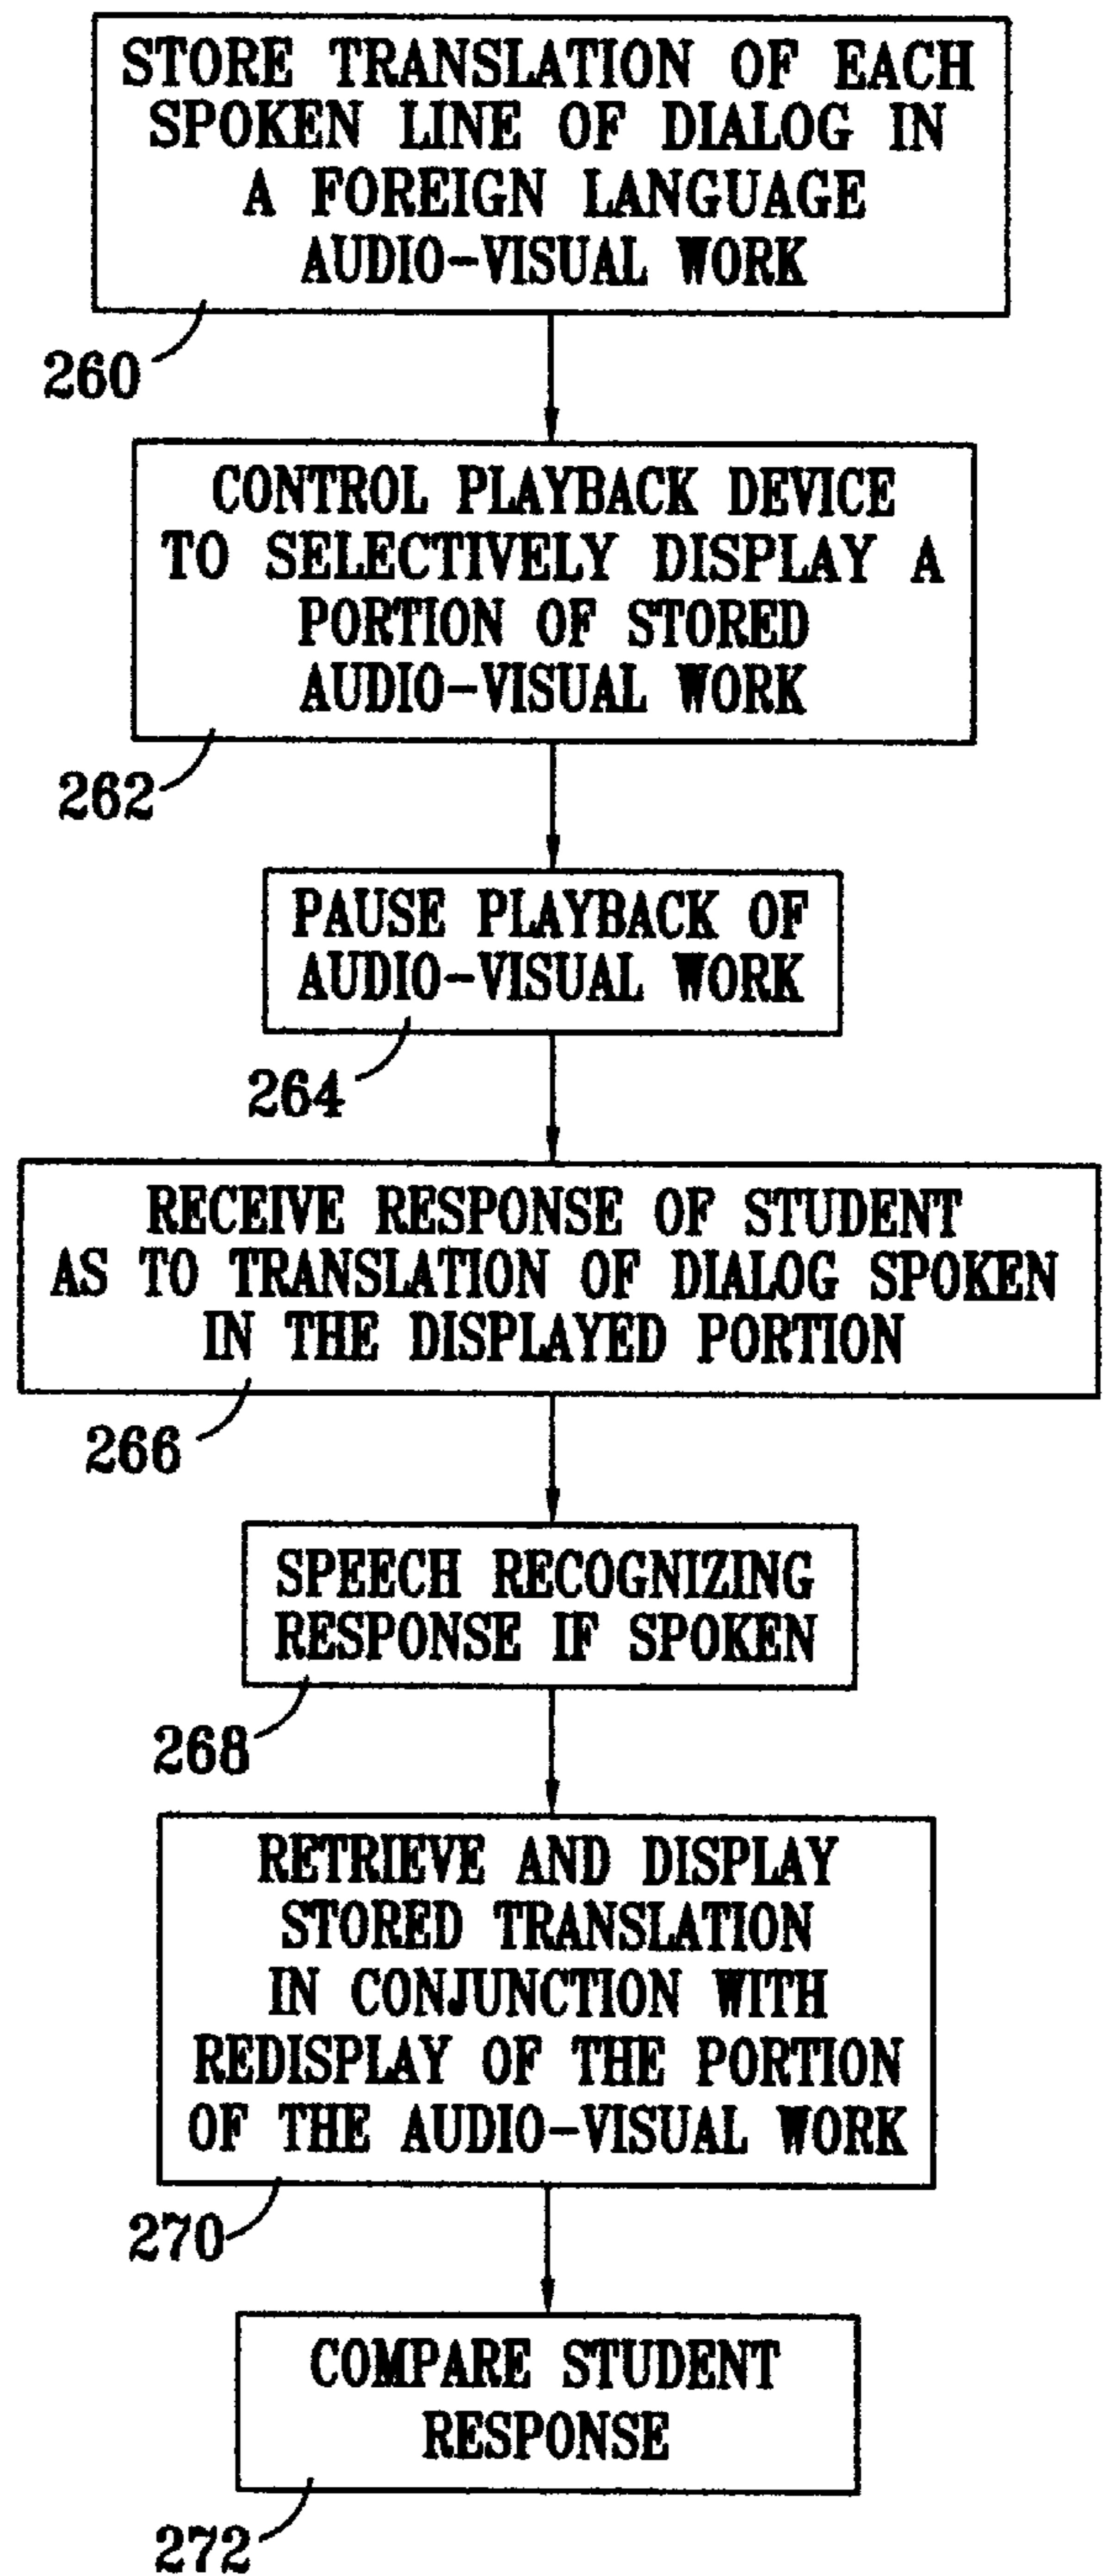 STORE TRANSLATION OF EACH
SPOKEN LINE OF DIALOG IN
A FOREIGN LANGUAGE
AUDIO-VISUAL WORK
260
CONTROL PLAYBACK DEVICE
TO SELECTIVELY DISPLAY A
PORTION OF STORED
AUDIO-VISUAL WORK
262
PAUSE PLAYBACK OF
AUDIO-VISUAL WORK
264
RECEIVE RESPONSE OF STUDENT
AS TO TRANSLATION OF DIALOG SPOKEN
IN THE DISPLAYED PORTION
266
SPEECH RECOGNIZING
RESPONSE IF SPOKEN
268
RETRIEVE AND DISPLAY
STORED TRANSLATION
IN CONJUNCTION WITH
REDISPLAY OF THE PORTION
OF THE AUDIO-VISUAL WORK
270
COMPARE STUDENT
RESPONSE
272